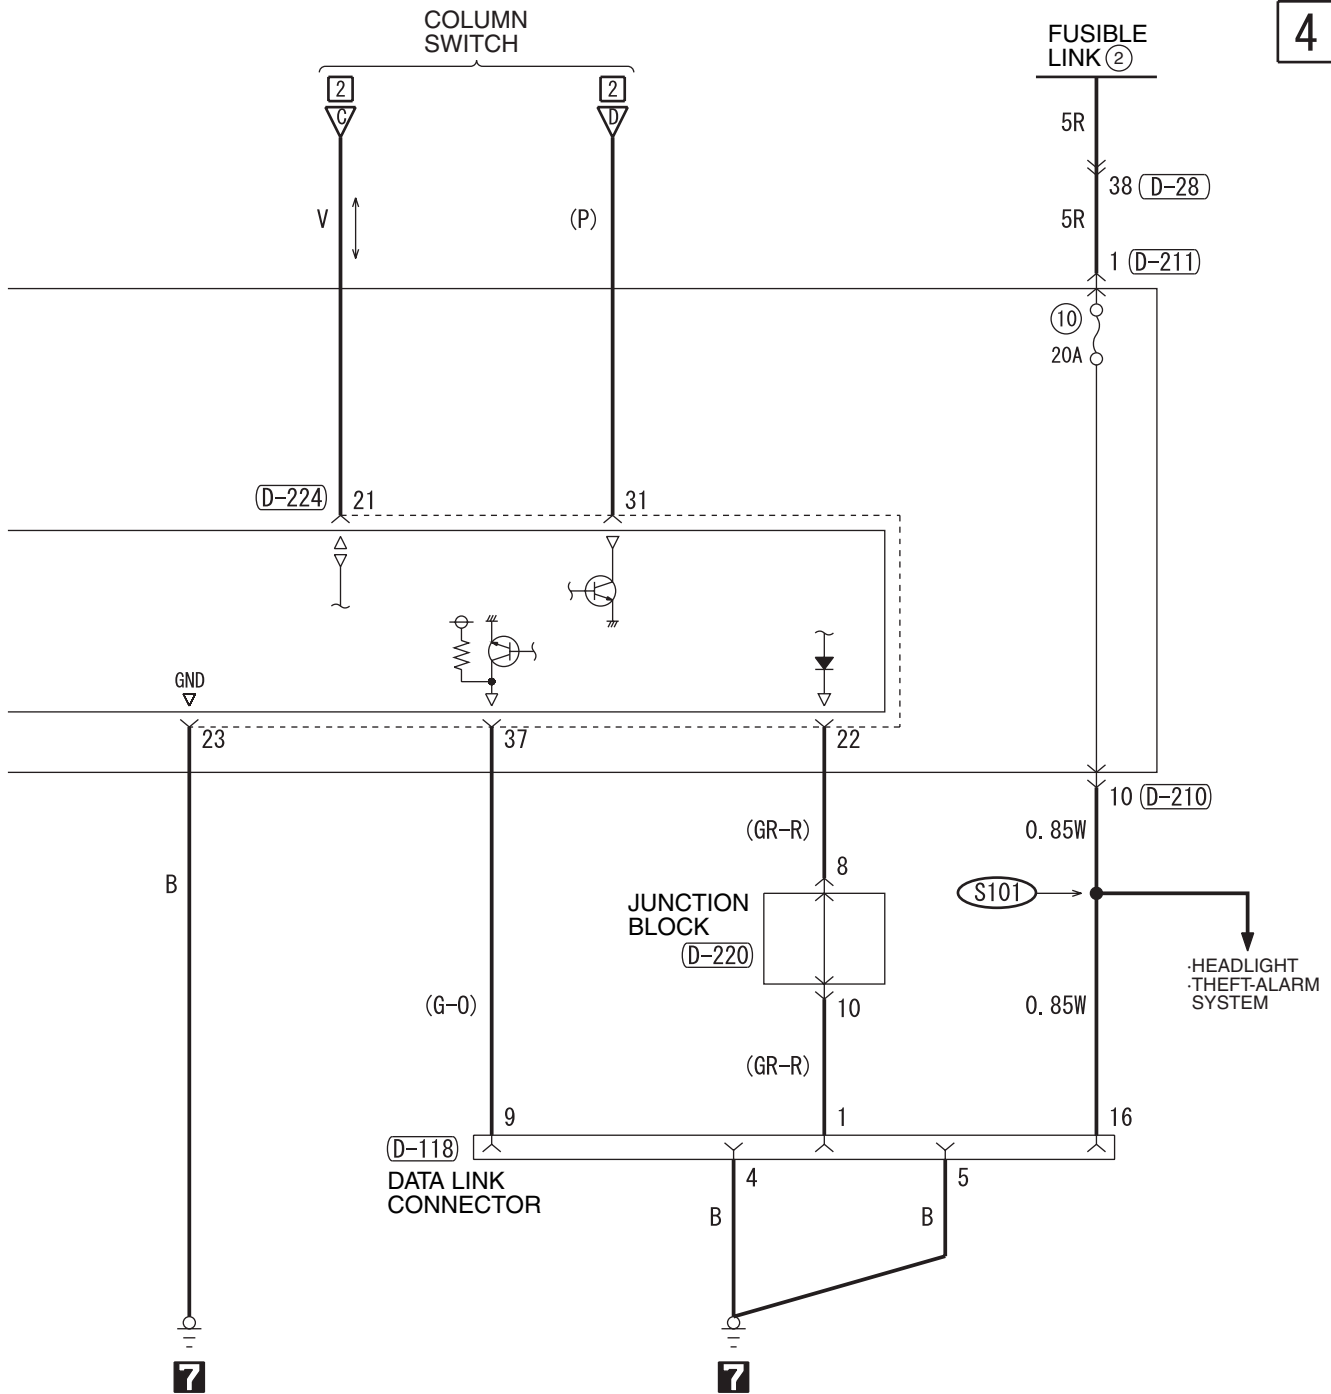 4
COLUMN
SWITCH
FUSIBLE
LINK 2
2
2
C
D
5R
38 D-28
V
(P)
5R
1 D-211
10
20A
D-224 21
31
GND
23
37
22
10 D-210
(GR-R)
0.85W
8
B
S101
JUNCTION
BLOCK
D-220
·HEADLIGHT
·THEFT-ALARM
SYSTEM
(G-O)
10
0.85W
(GR-R)
9
1
16
D-118
DATA LINK
CONNECTOR
4
5
B
B
7
7